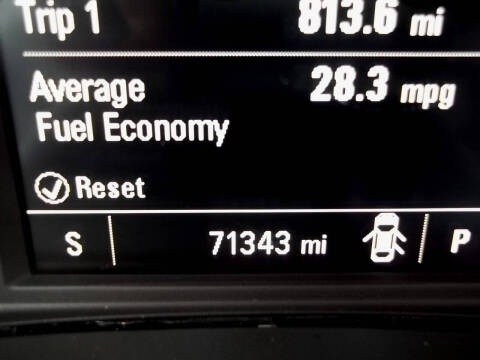 Trip 1 813.6 mi
Average 28.3 mpg
Fuel Economy
Reset
S 71343 mi P